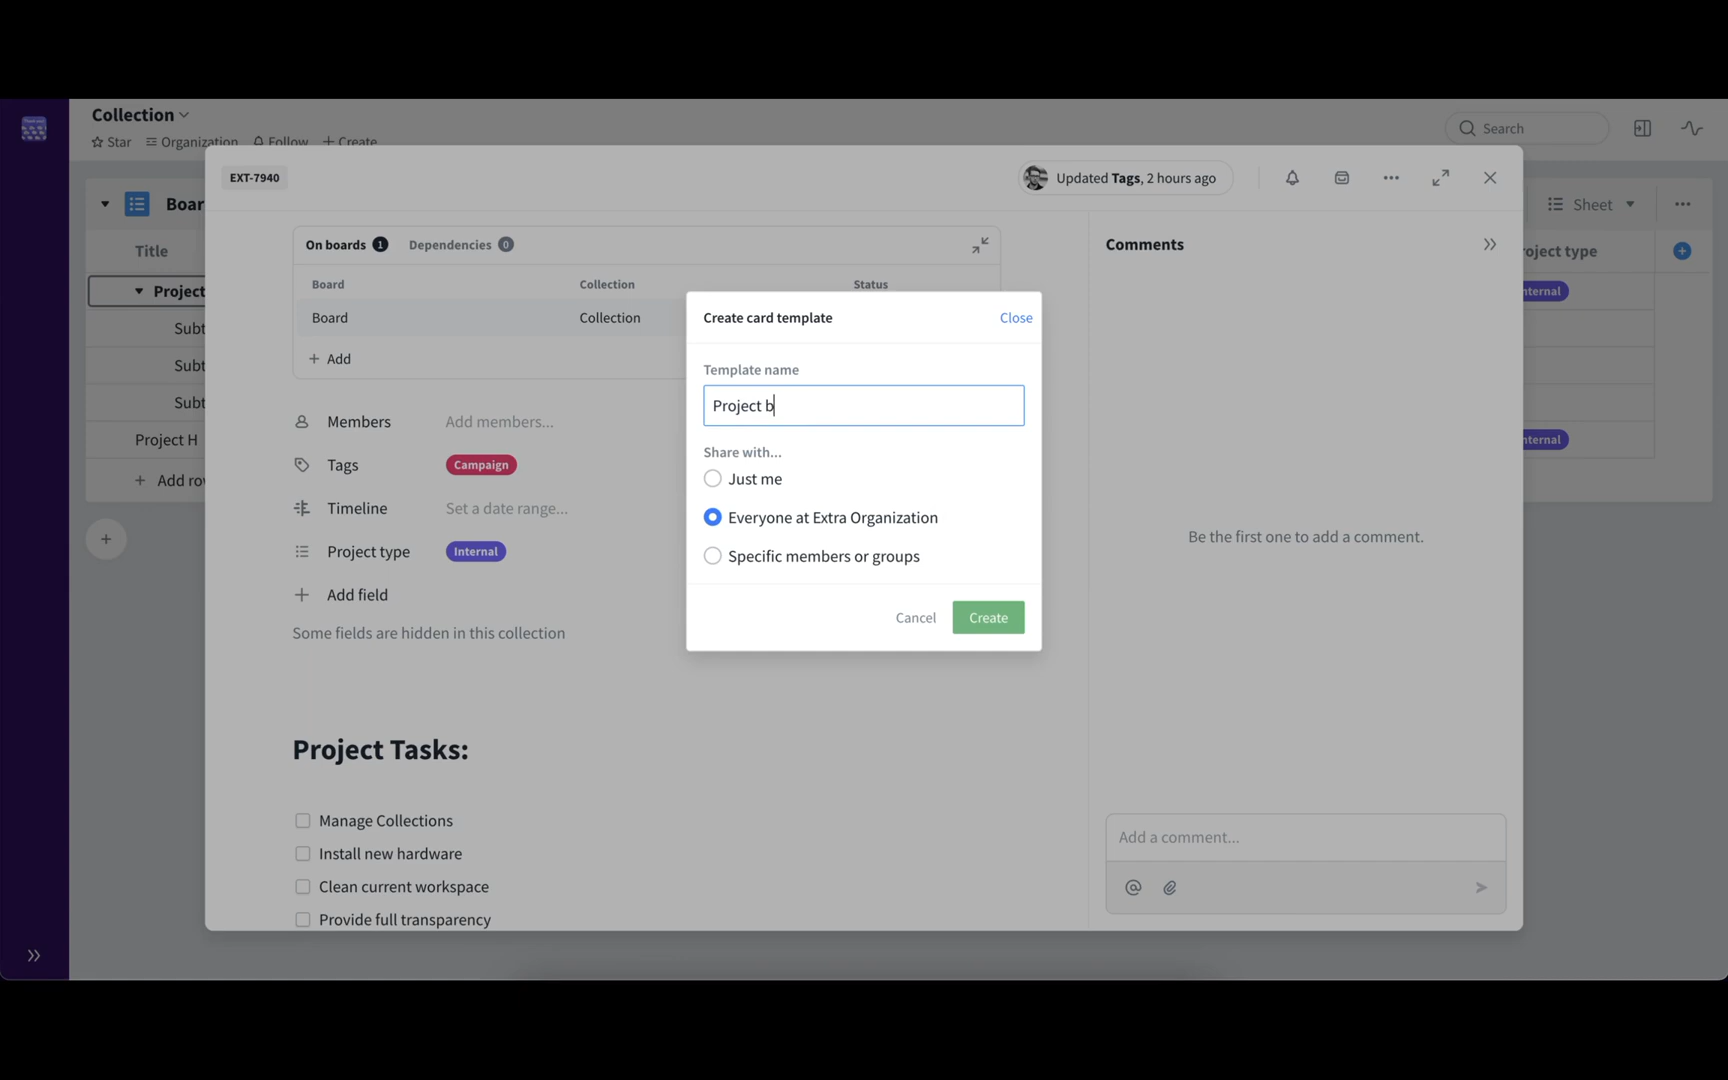 Collection
Star Organization Follow + Create
Search
EXT-7940
Updated Tags, 2 hours ago
Boar
Sheet
Title
oject type
Project
nternal
Subt
Subt
Subt
Project H
nternal
+ Add rov
+
On boards 1 Dependencies 0
Board Collection Status
Board Collection
+ Add
Members Add members...
Tags Campaign
Timeline Set a date range...
Project type Internal
+ Add field
Some fields are hidden in this collection
Project Tasks:
Manage Collections
Install new hardware
Clean current workspace
Provide full transparency
Create card template Close
Template name
Project b
Share with...
Just me
Everyone at Extra Organization
Specific members or groups
Cancel Create
Comments
Be the first one to add a comment.
Add a comment...
@